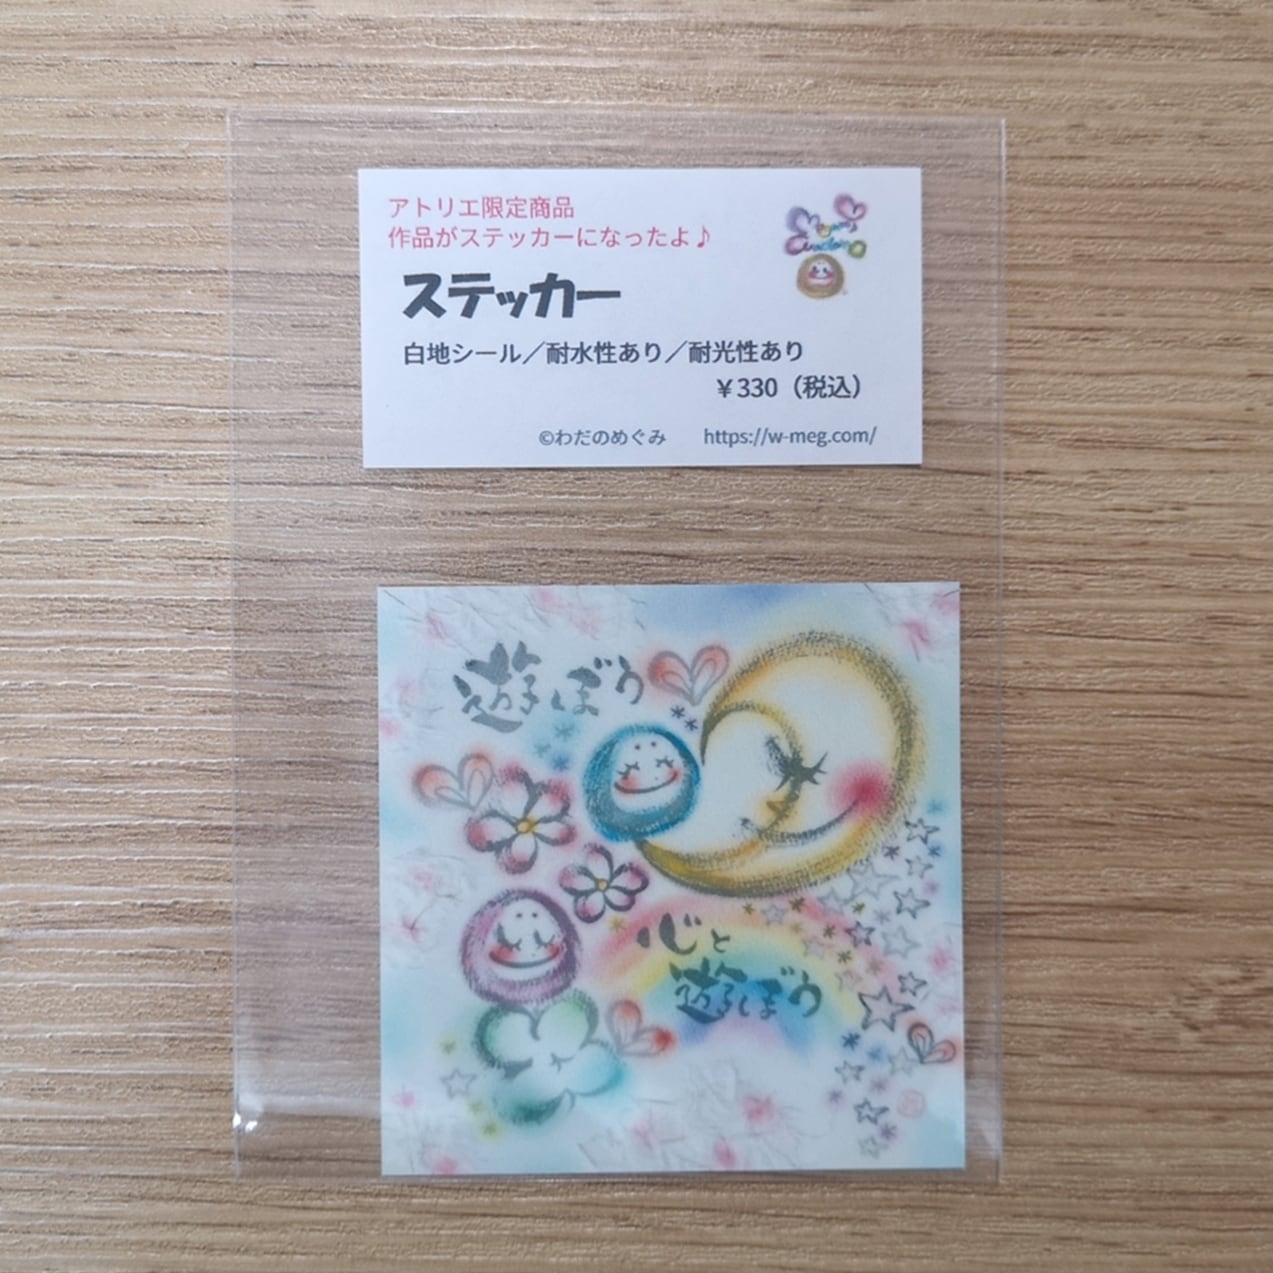 アトリエ限定商品
作品がステッカーになったよ♪
ステッカー
白地シール／耐水性あり／耐光性あり
￥330（税込）
©わだのめぐみ https://w-meg.com/
遊ぼう
心と
遊ぼう